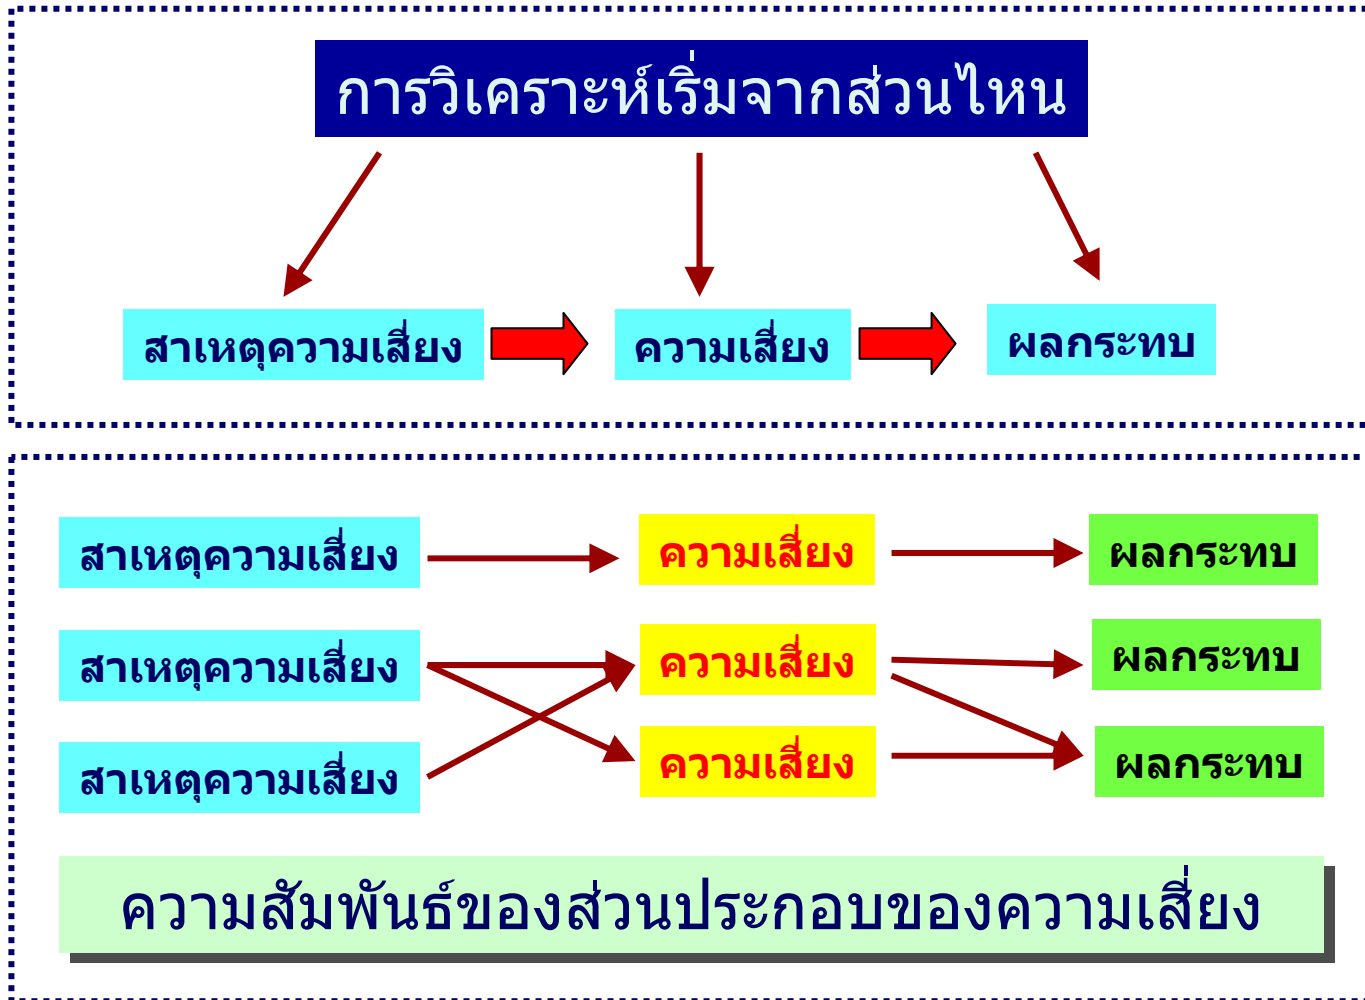 การวิเคราะห์เริ่มจากส่วนไหน
สาเหตุความเสี่ยง ความเสี่ยง ผลกระทบ
สาเหตุความเสี่ยง ความเสี่ยง ผลกระทบ
สาเหตุความเสี่ยง ความเสี่ยง ผลกระทบ
สาเหตุความเสี่ยง ความเสี่ยง ผลกระทบ
ความสัมพันธ์ของส่วนประกอบของความเสี่ยง